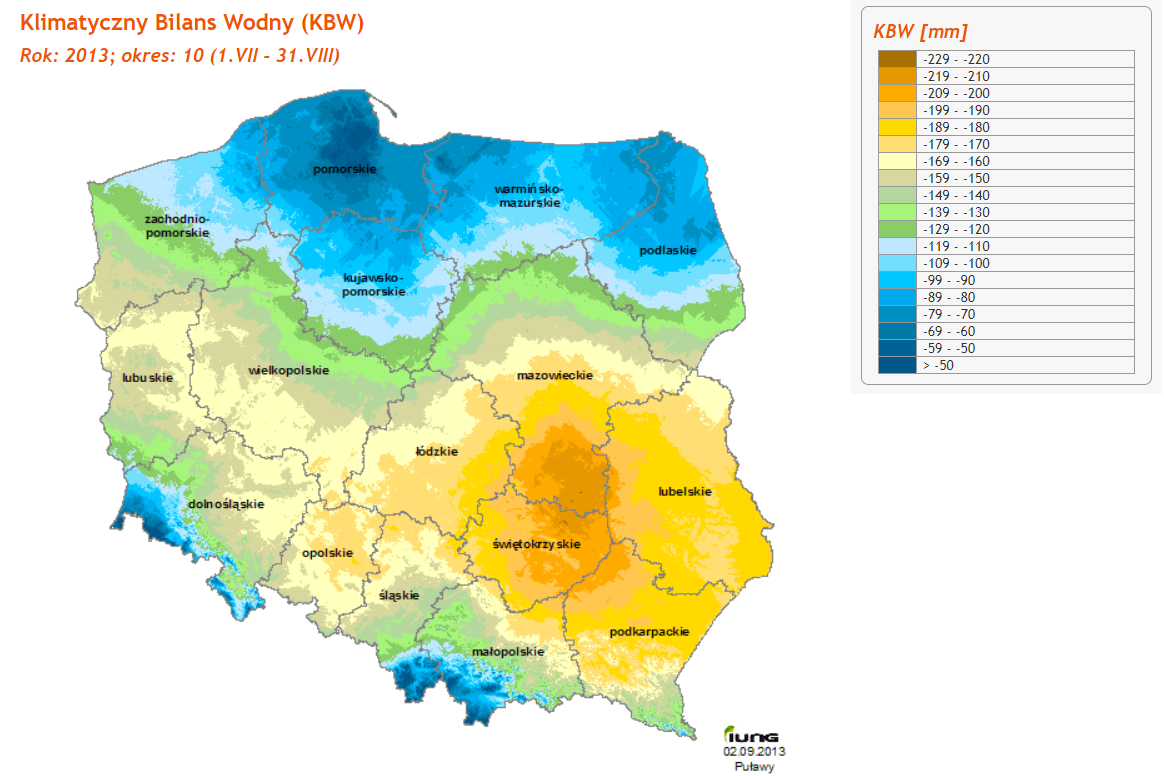 Klimatyczny Bilans Wodny (KBW)
Rok: 2013; okres: 10 (1.VII - 31.VIII)
KBW [mm]
-229 - -220
-219 - -210
-209 - -200
-199 - -190
-189 - -180
-179 - -170
-169 - -160
-159 - -150
-149 - -140
-139 - -130
-129 - -120
-119 - -110
-109 - -100
-99 - -90
-89 - -80
-79 - -70
-69 - -60
-59 - -50
> -50
pomorskie
warmińsko-
mazurskie
zachodnio-
pomorskie
podlaskie
kujawsko-
pomorskie
lubuskie
wielkopolskie
mazowieckie
łódzkie
lubelskie
dolnośląskie
opolskie
świętokrzyskie
śląskie
podkarpackie
małopolskie
iung
02.09.2013
Puławy